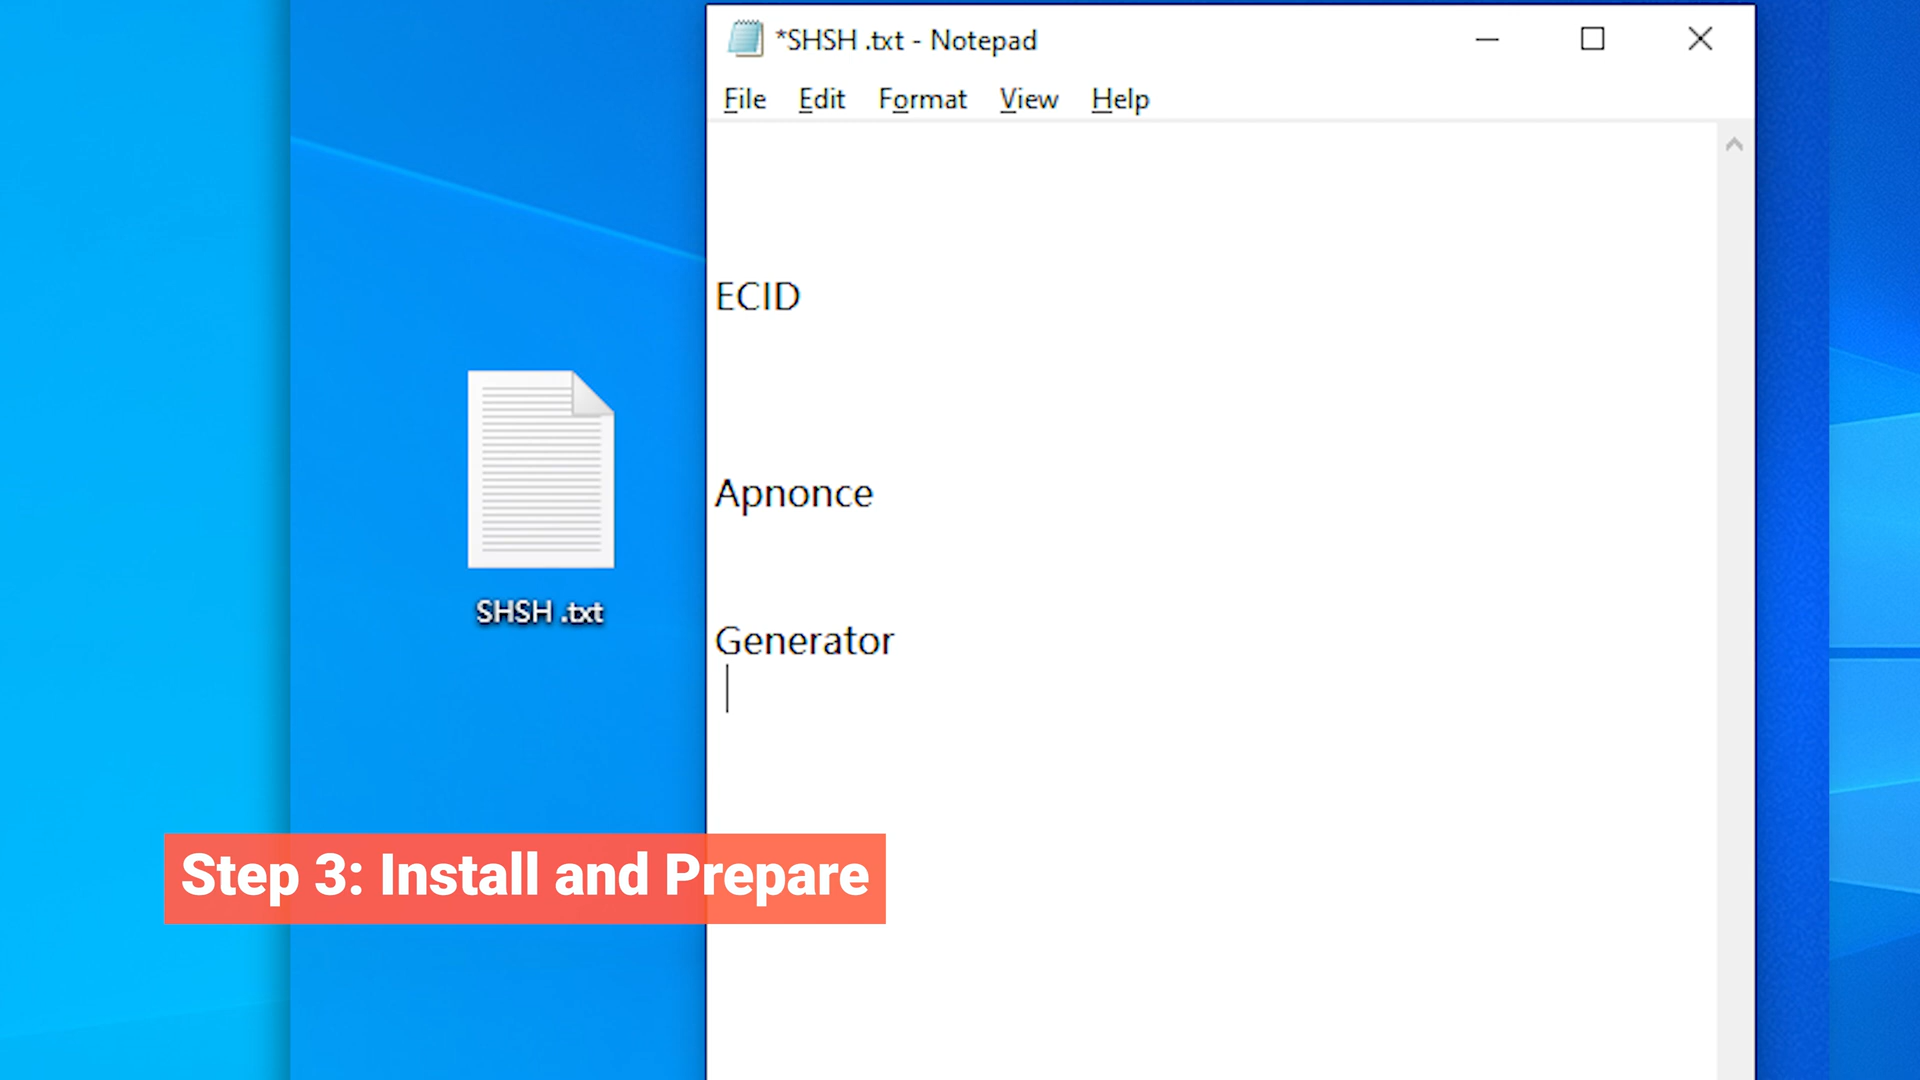 *SHSH .txt - Notepad
File Edit Format View Help
ECID
Apnonce
Generator
SHSH .txt
Step 3: Install and Prepare